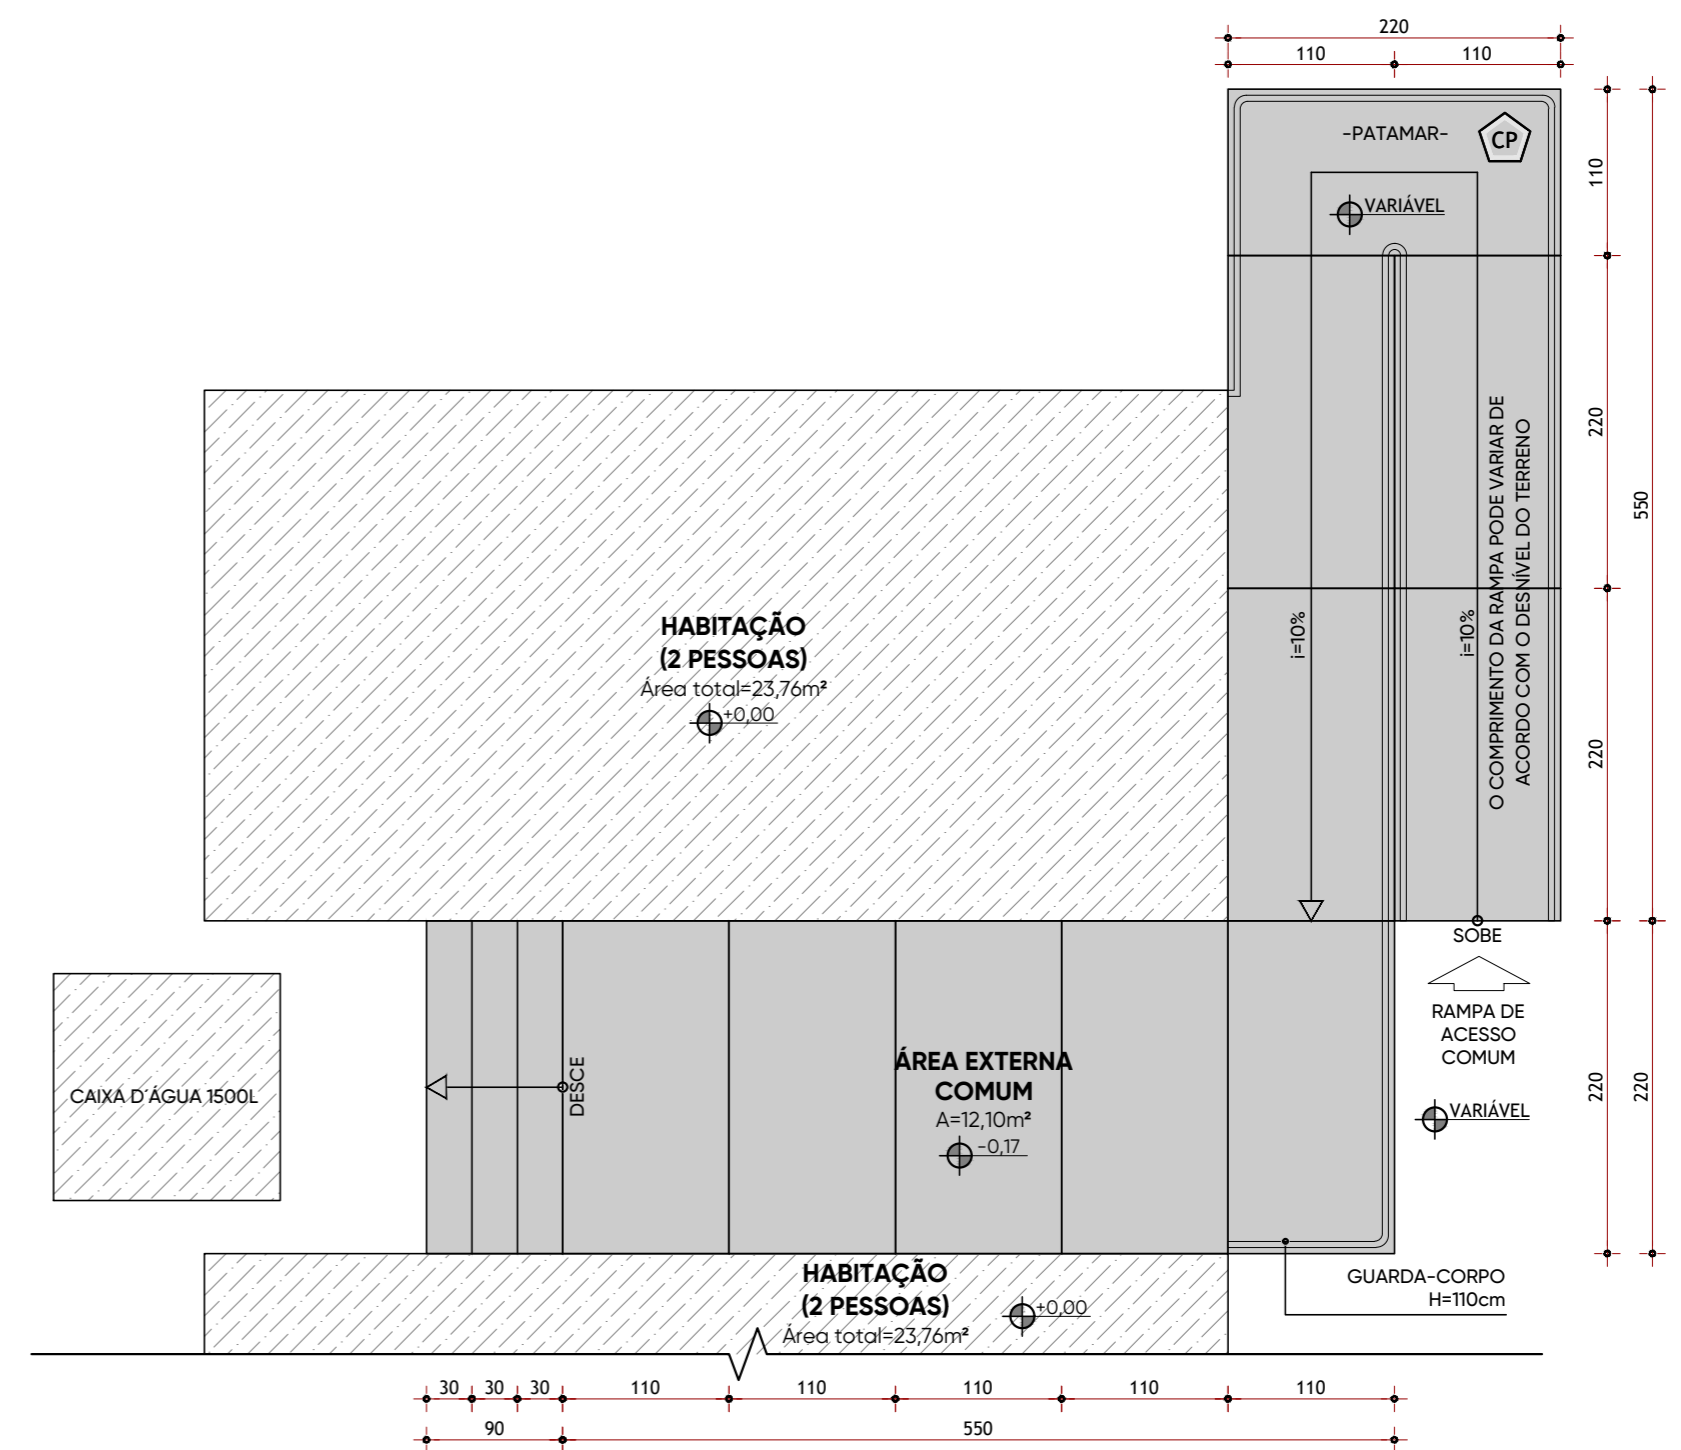 220
110
110
-PATAMAR-
CP
VARIÁVEL
110
220
550
220
O COMPRIMENTO DA RAMPA PODE VARIAR DE
ACORDO COM O DESNÍVEL DO TERRENO
i=10%
i=10%
HABITAÇÃO
(2 PESSOAS)
Área total=23,76m²
+0,00
SOBE
RAMPA DE
ACESSO
COMUM
VARIÁVEL
220
220
CAIXA D´ÁGUA 1500L
DESCE
ÁREA EXTERNA
COMUM
A=12,10m²
-0,17
GUARDA-CORPO
H=110cm
HABITAÇÃO
(2 PESSOAS)
Área total=23,76m²
+0,00
30
30
30
110
110
110
110
110
90
550